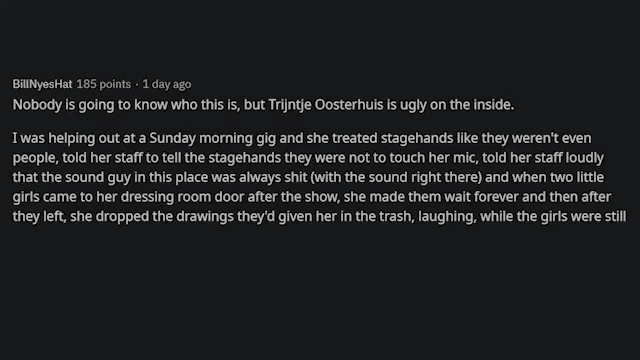 BillNyesHat 185 points · 1 day ago
Nobody is going to know who this is, but Trijntje Oosterhuis is ugly on the inside.
I was helping out at a Sunday morning gig and she treated stagehands like they weren't even
people, told her staff to tell the stagehands they were not to touch her mic, told her staff loudly
that the sound guy in this place was always shit (with the sound right there) and when two little
girls came to her dressing room door after the show, she made them wait forever and then after
they left, she dropped the drawings they'd given her in the trash, laughing, while the girls were still